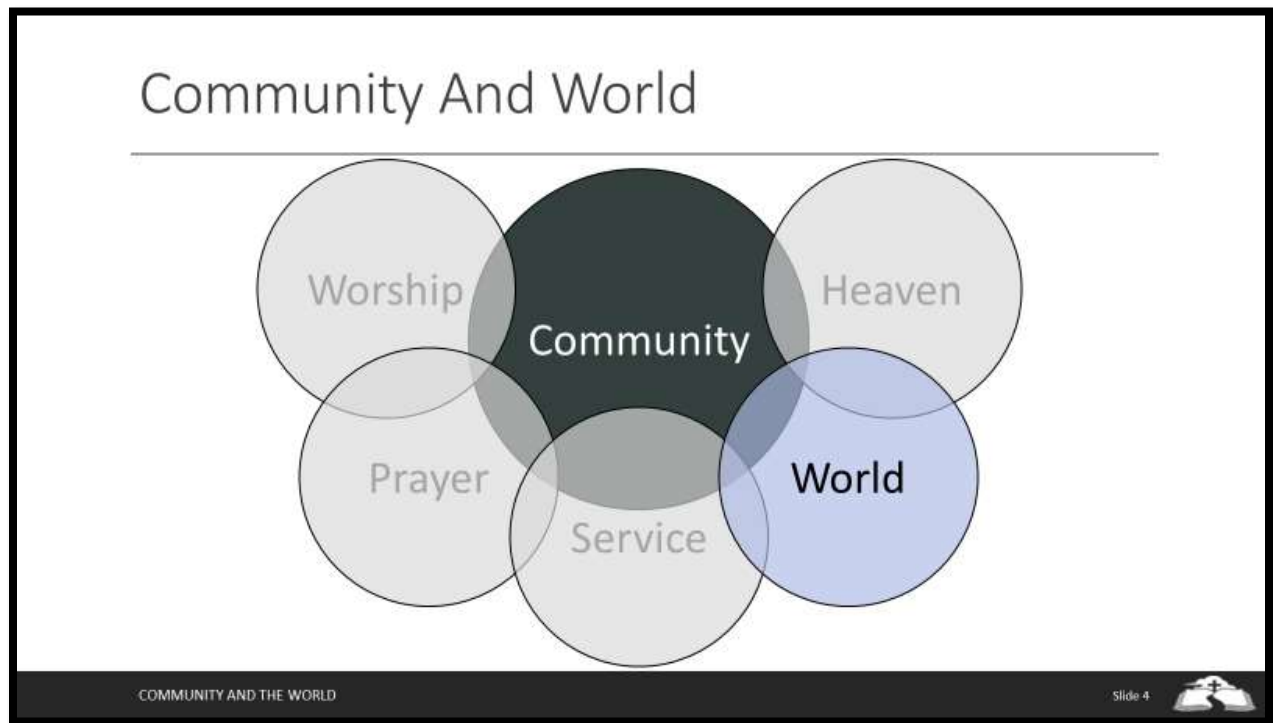 Community And World
Worship
Heaven
Community
Prayer
World
Service
COMMUNITY AND THE WORLD
Slide 4